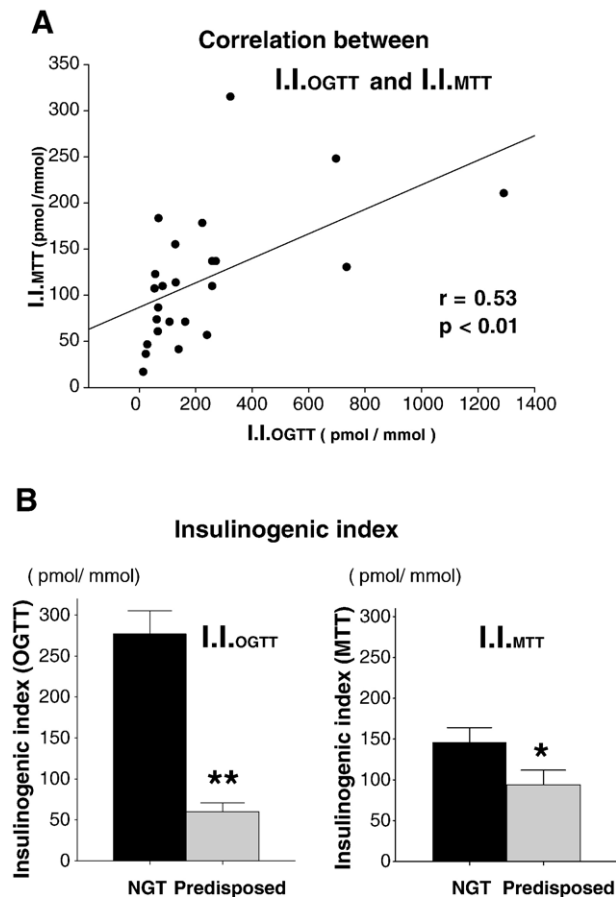 A
Correlation between
I.I.OGTT and I.I.MTT
I.I.MTT (pmol /mmol)
350
300
250
200
150
100
50
0
r = 0.53
p < 0.01
0 200 400 600 800 1000 1200 1400
I.I.OGTT ( pmol / mmol )
B
Insulinogenic index
( pmol/ mmol)
Insulinogenic index (OGTT)
300
250
200
150
100
50
0
I.I.OGTT
**
NGT Predisposed
( pmol/ mmol)
Insulinogenic index (MTT)
300
250
200
150
100
50
0
I.I.MTT
*
NGT Predisposed